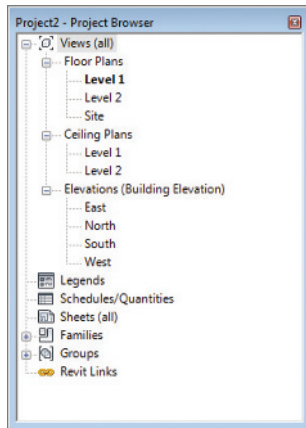 Project2 - Project Browser
Views (all)
Floor Plans
Level 1
Level 2
Site
Ceiling Plans
Level 1
Level 2
Elevations (Building Elevation)
East
North
South
West
Legends
Schedules/Quantities
Sheets (all)
Families
Groups
Revit Links